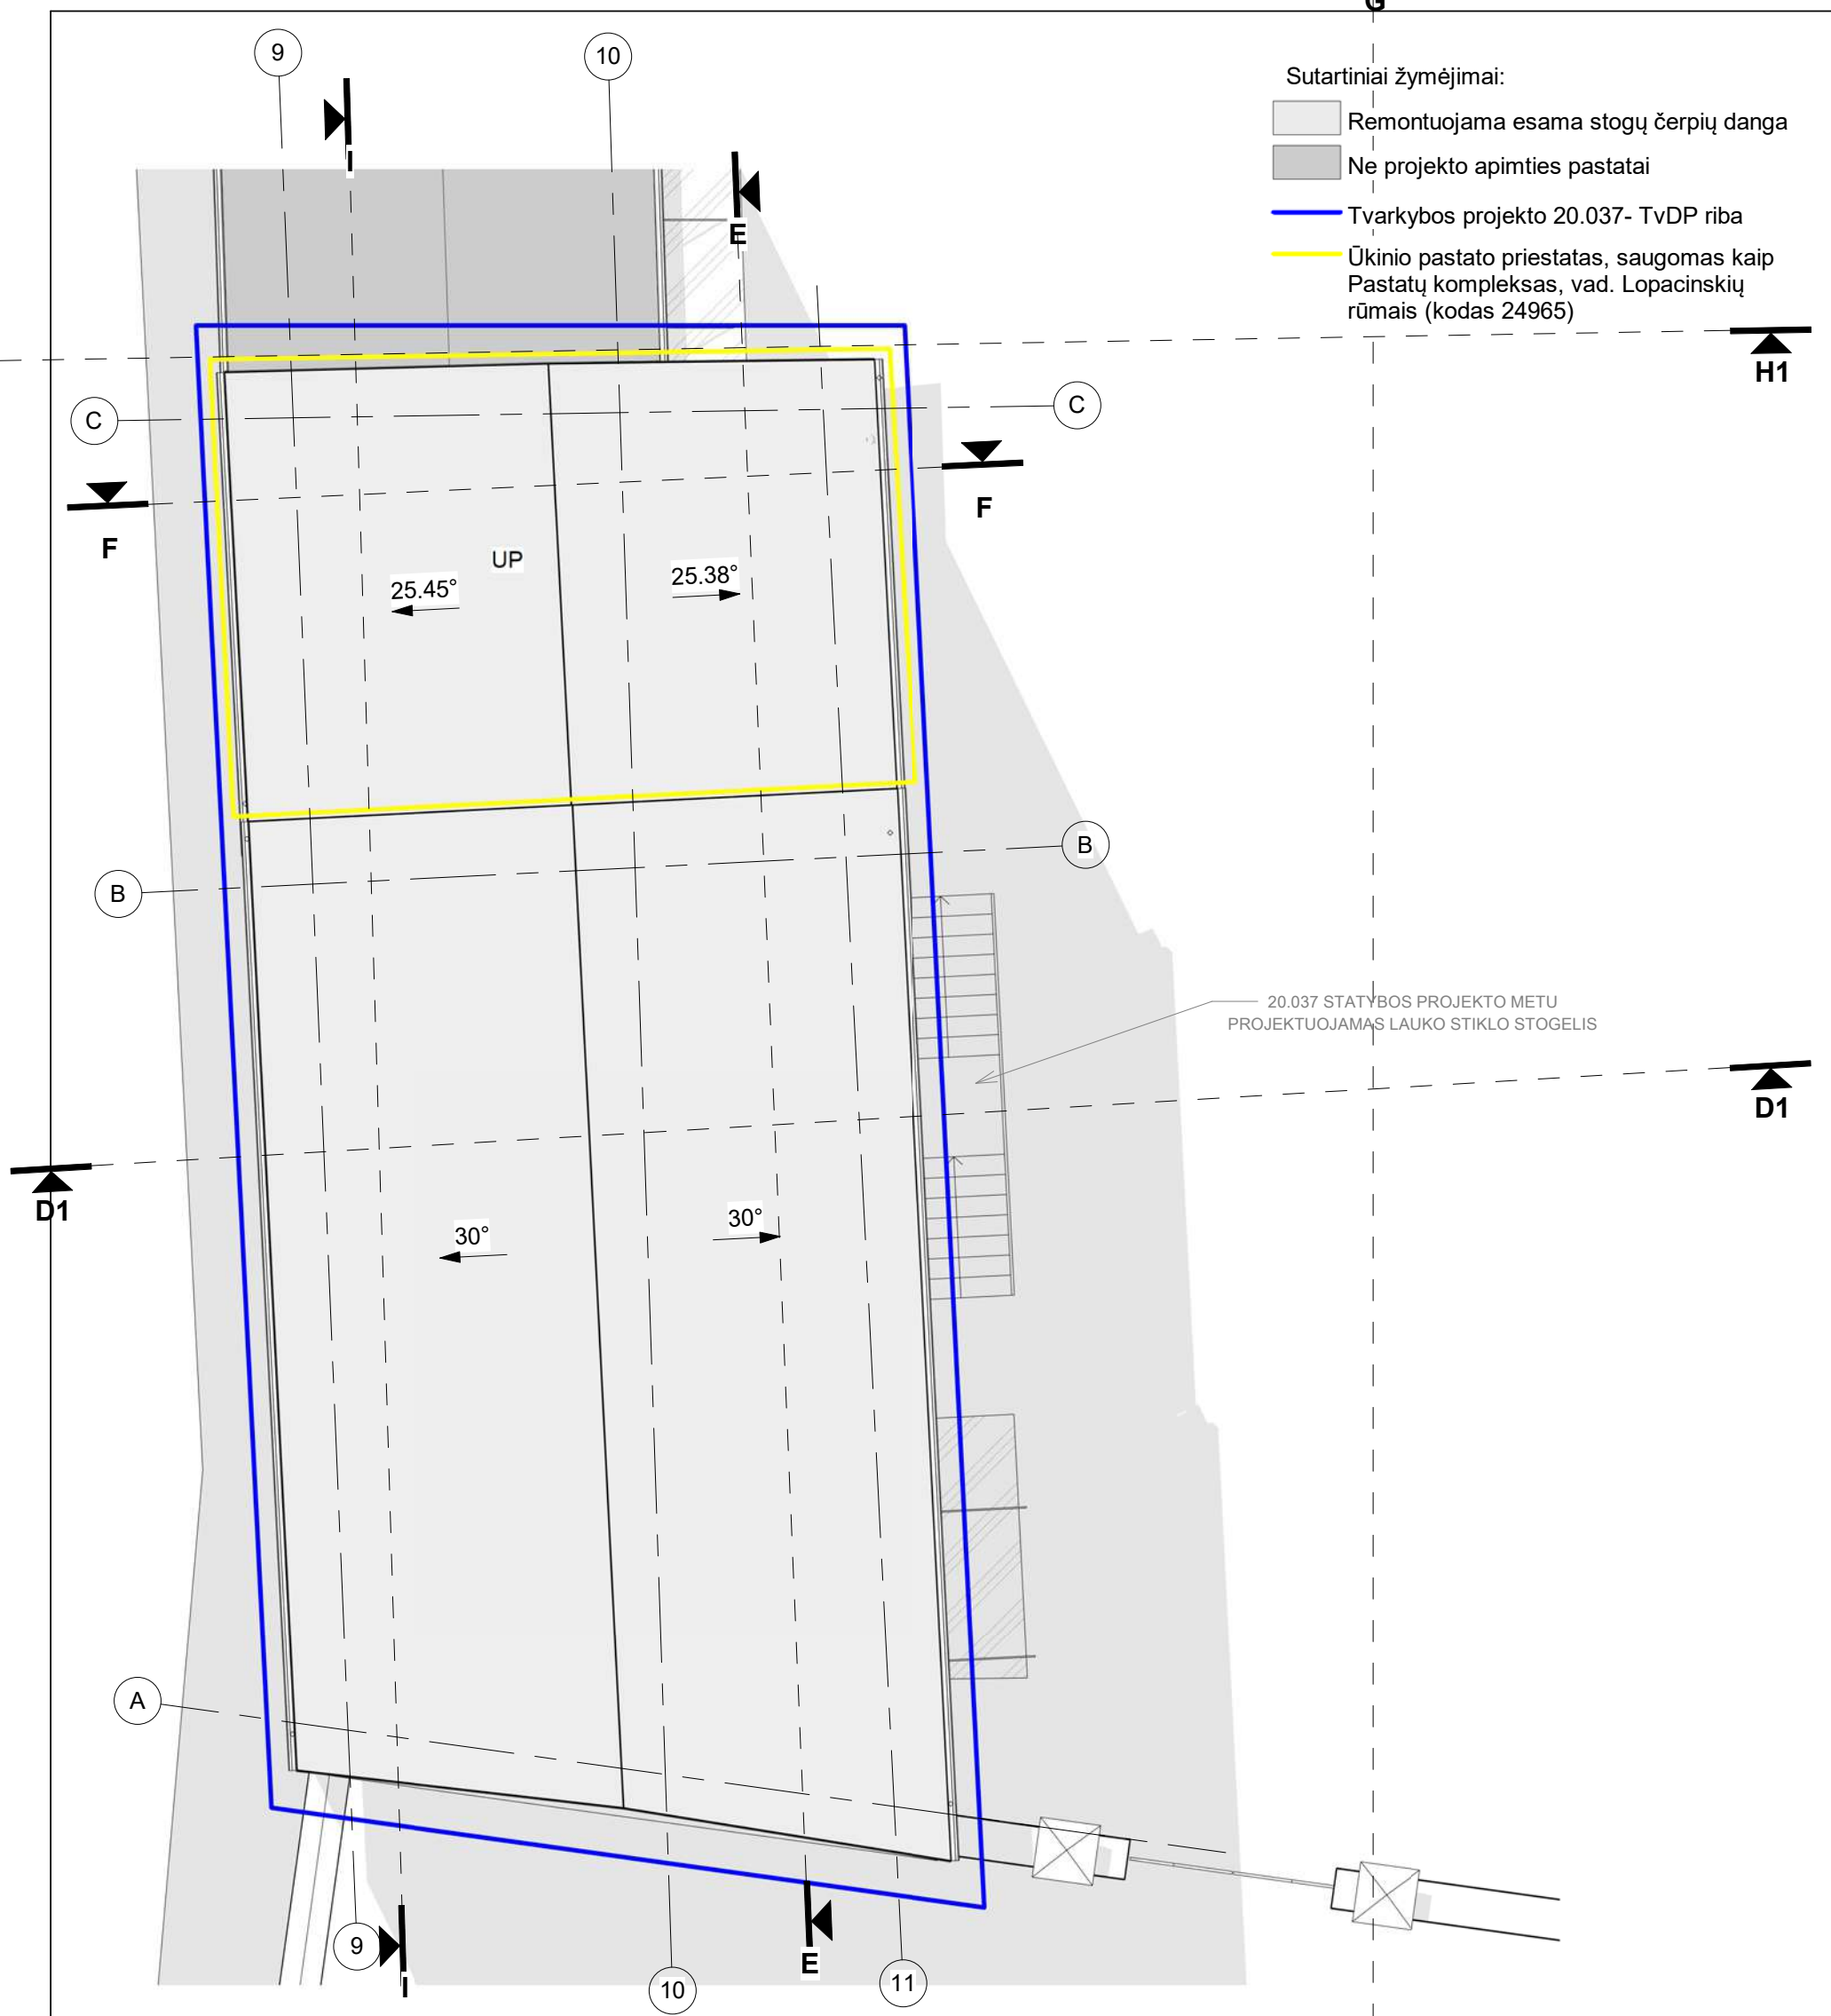 G
9
10
Sutartiniai žymėjimai:
Remontuojama esama stogų čerpių danga
Ne projekto apimties pastatai
Tvarkybos projekto 20.037- TvDP riba
Ūkinio pastato priestatas, saugomas kaip
Pastatų kompleksas, vad. Lopacinskių
rūmais (kodas 24965)
I
E
H1
C
C
F
F
UP
25.45°
25.38°
B
B
20.037 STATYBOS PROJEKTO METU
PROJEKTUOJAMAS LAUKO STIKLO STOGELIS
D1
D1
30°
30°
A
9
I
10
E
11